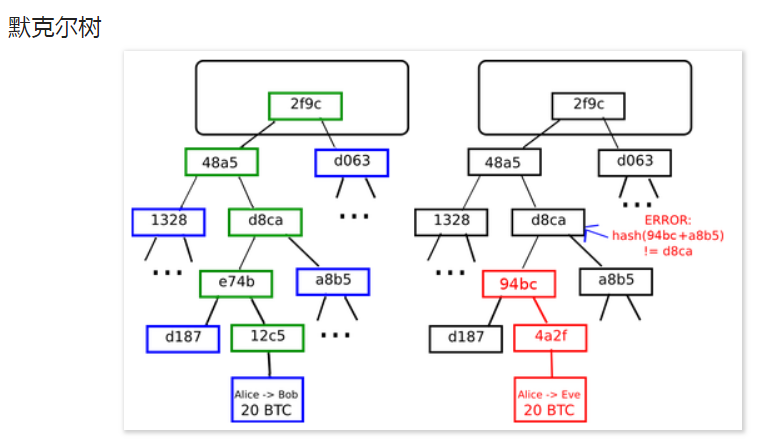 默克尔树
2f9c
48a5
d063
1328
d8ca
...
...
e74b
a8b5
d187
12c5
...
Alice -> Bob
20 BTC
2f9c
48a5
d063
1328
d8ca
...
ERROR:
hash(94bc+a8b5)
!= d8ca
...
94bc
a8b5
d187
4a2f
Alice -> Eve
20 BTC